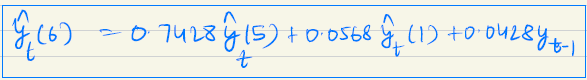 ŷ_t(6) = 0.7428 ŷ_t(5) + 0.0568 ŷ_t(1) + 0.0428 y_{t-1}